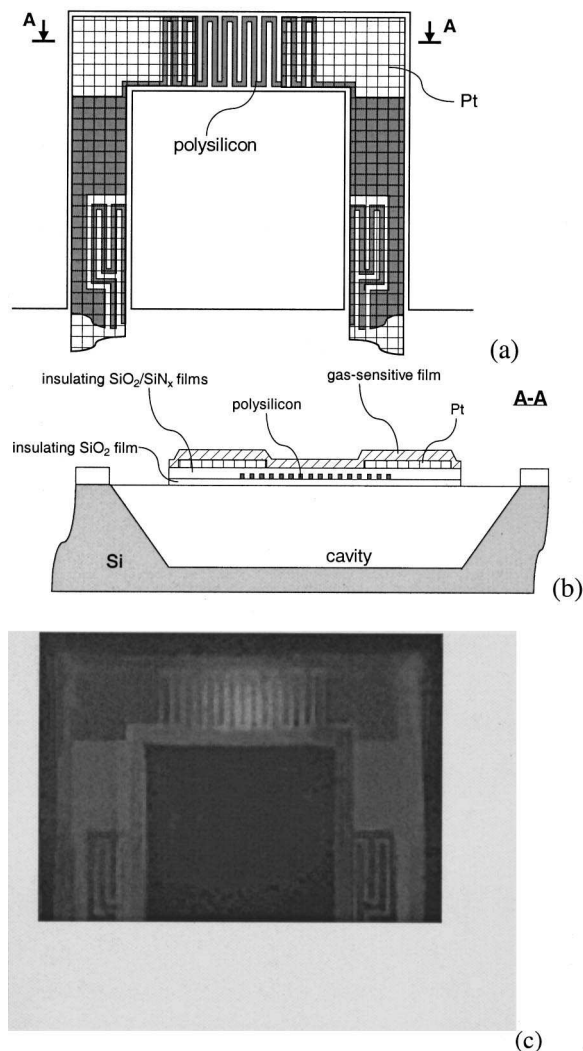 A A
Pt
polysilicon
(a)
insulating SiO₂/SiNₓ films
gas-sensitive film
A-A
polysilicon
Pt
insulating SiO₂ film
Si
cavity
(b)
(c)